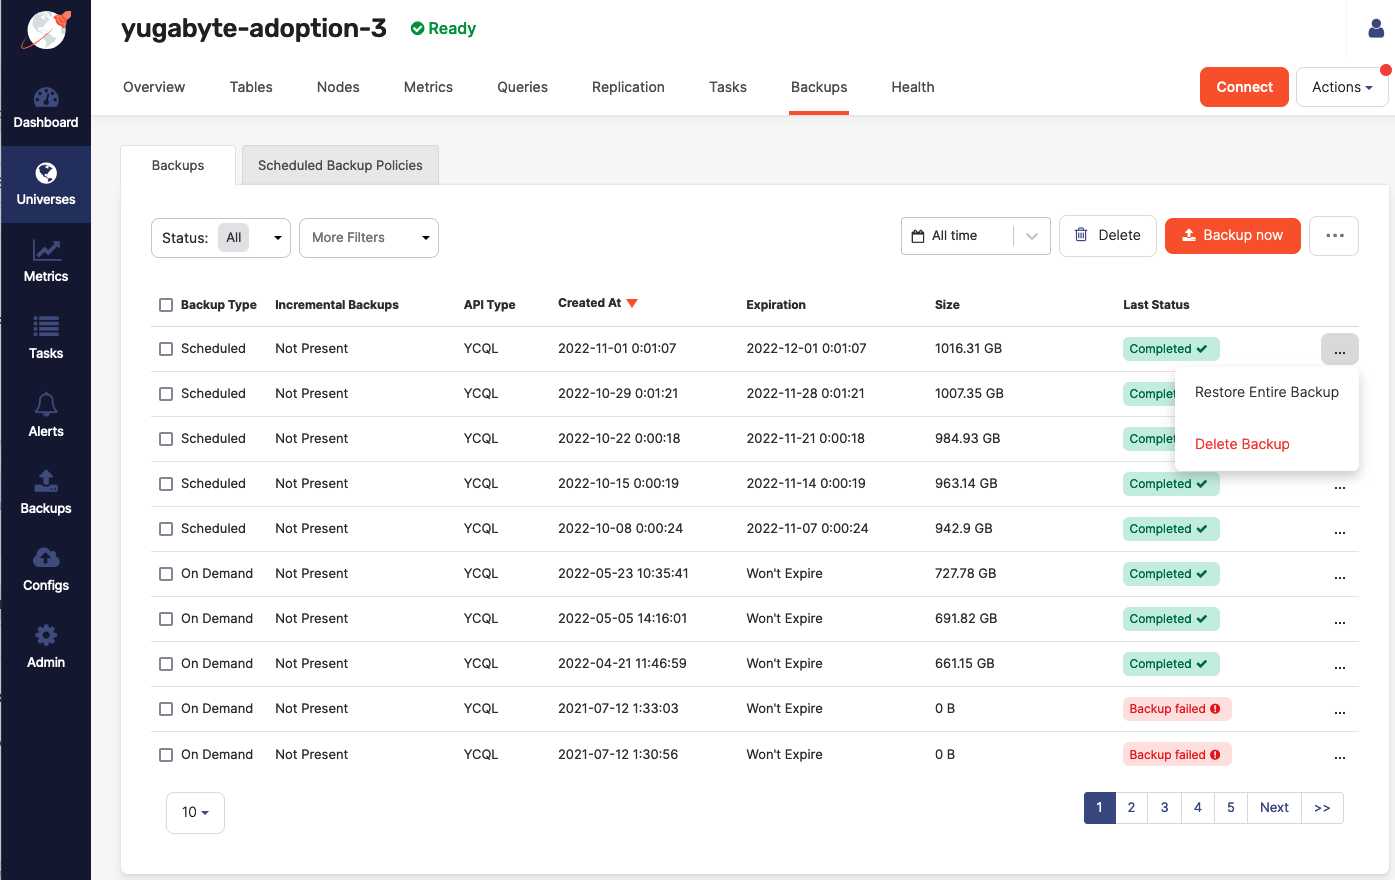 yugabyte-adoption-3 Ready
Overview Tables Nodes Metrics Queries Replication Tasks Backups Health Connect Actions
Dashboard
Universes
Metrics
Tasks
Alerts
Backups
Configs
Admin
Backups Scheduled Backup Policies
Status: All More Filters All time Delete Backup now ...
Backup Type Incremental Backups API Type Created At Expiration Size Last Status
Scheduled Not Present YCQL 2022-11-01 0:01:07 2022-12-01 0:01:07 1016.31 GB Completed ...
Scheduled Not Present YCQL 2022-10-29 0:01:21 2022-11-28 0:01:21 1007.35 GB Complet
Restore Entire Backup
Scheduled Not Present YCQL 2022-10-22 0:00:18 2022-11-21 0:00:18 984.93 GB Complet
Delete Backup
Scheduled Not Present YCQL 2022-10-15 0:00:19 2022-11-14 0:00:19 963.14 GB Completed ...
Scheduled Not Present YCQL 2022-10-08 0:00:24 2022-11-07 0:00:24 942.9 GB Completed ...
On Demand Not Present YCQL 2022-05-23 10:35:41 Won't Expire 727.78 GB Completed ...
On Demand Not Present YCQL 2022-05-05 14:16:01 Won't Expire 691.82 GB Completed ...
On Demand Not Present YCQL 2022-04-21 11:46:59 Won't Expire 661.15 GB Completed ...
On Demand Not Present YCQL 2021-07-12 1:33:03 Won't Expire 0 B Backup failed ...
On Demand Not Present YCQL 2021-07-12 1:30:56 Won't Expire 0 B Backup failed ...
10 1 2 3 4 5 Next >>